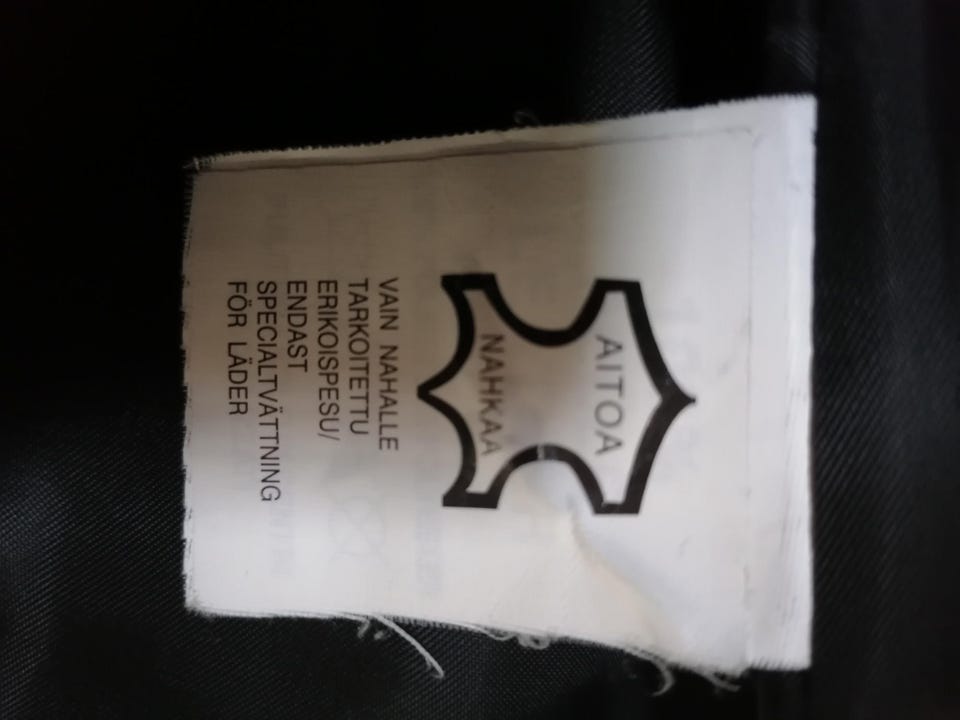 AITOA
NAHKAA
VAIN NAHALLE
TARKOITETTU
ERIKOISPESU/
ENDAST
SPECIALTVÄTTNING
FÖR LÄDER